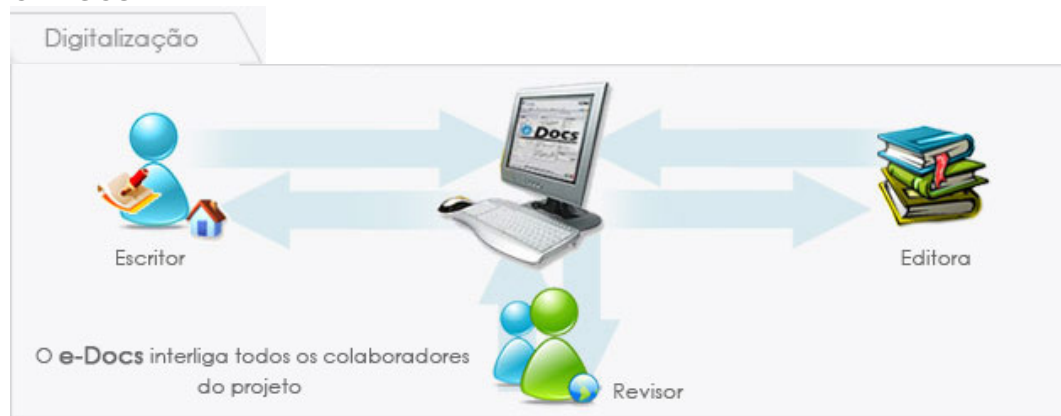 Digitalização
e-Docs
Escritor
Editora
O e-Docs interliga todos os colaboradores
do projeto
Revisor